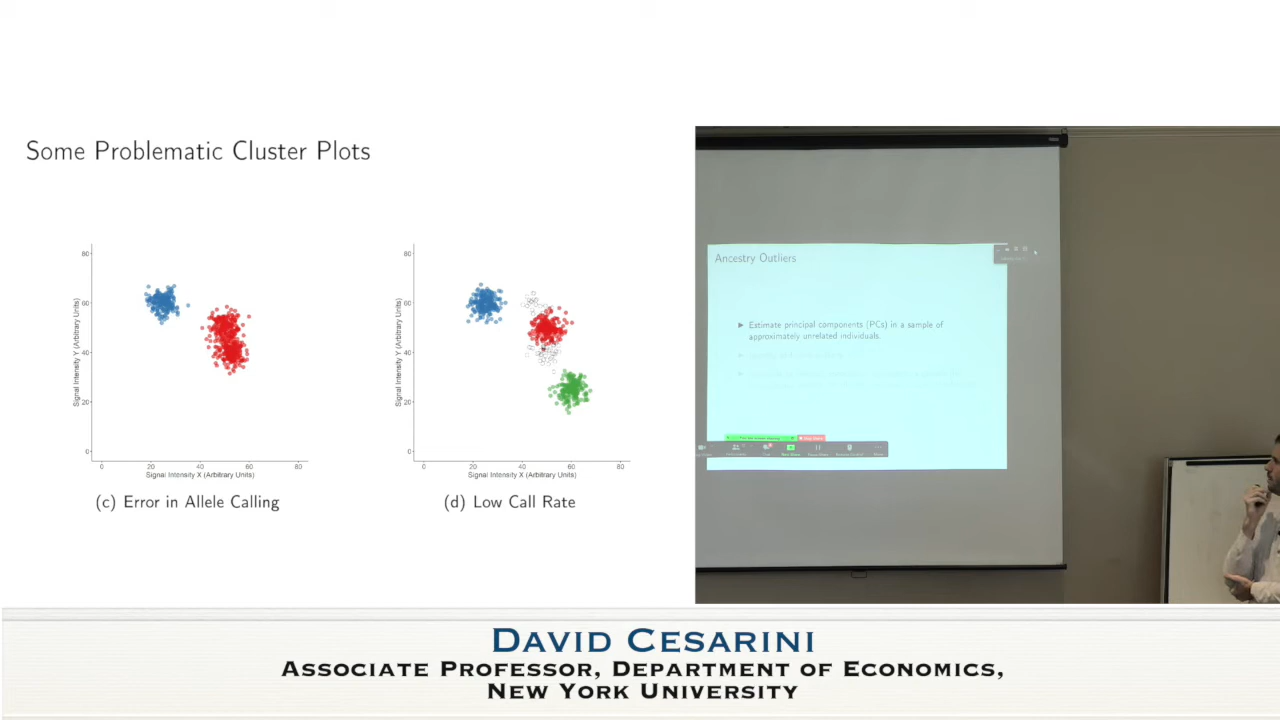 Some Problematic Cluster Plots
80
60
40
20
0
Signal Intensity Y (Arbitrary Units)
0 20 40 60 80
Signal Intensity X (Arbitrary Units)
(c) Error in Allele Calling
80
60
40
20
0
Signal Intensity Y (Arbitrary Units)
0 20 40 60 80
Signal Intensity X (Arbitrary Units)
(d) Low Call Rate
Ancestry Outliers
▶ Estimate principal components (PCs) in a sample of
approximately unrelated individuals.
DAVID CESARINI
ASSOCIATE PROFESSOR, DEPARTMENT OF ECONOMICS,
NEW YORK UNIVERSITY